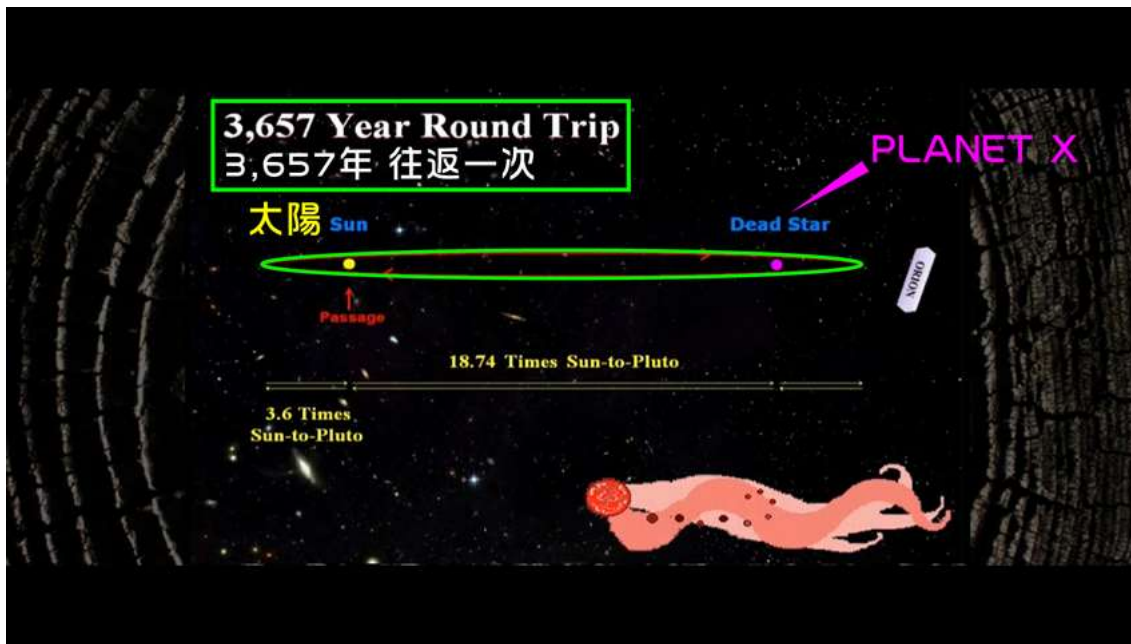 3,657 Year Round Trip
3,657年 往返一次
PLANET X
太陽 Sun
Dead Star
ORION
Passage
18.74 Times Sun-to-Pluto
3.6 Times
Sun-to-Pluto